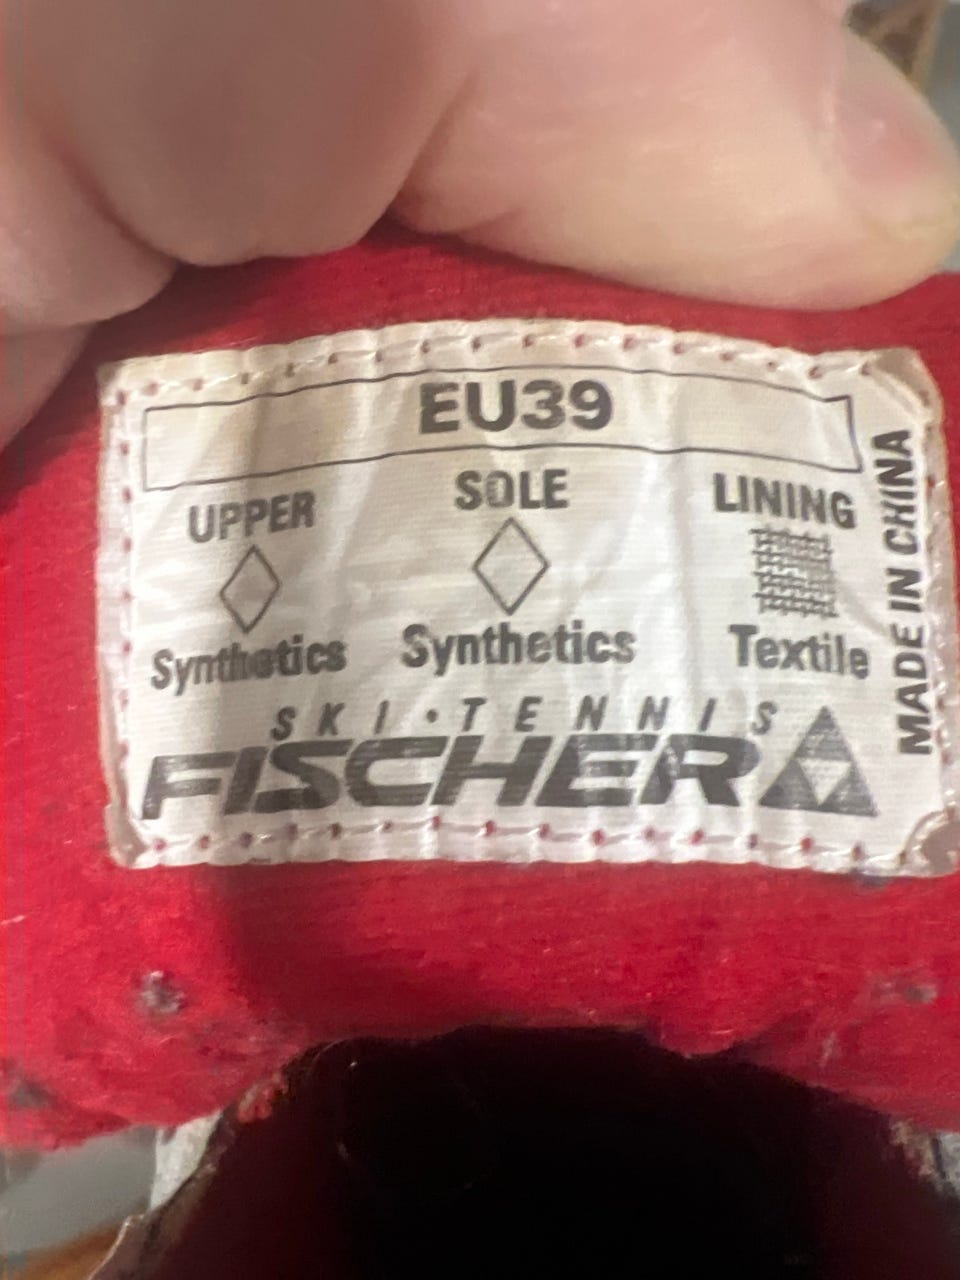 EU39
UPPER SOLE LINING
Synthetics Synthetics Textile
MADE IN CHINA
SKI·TENNIS
FISCHER